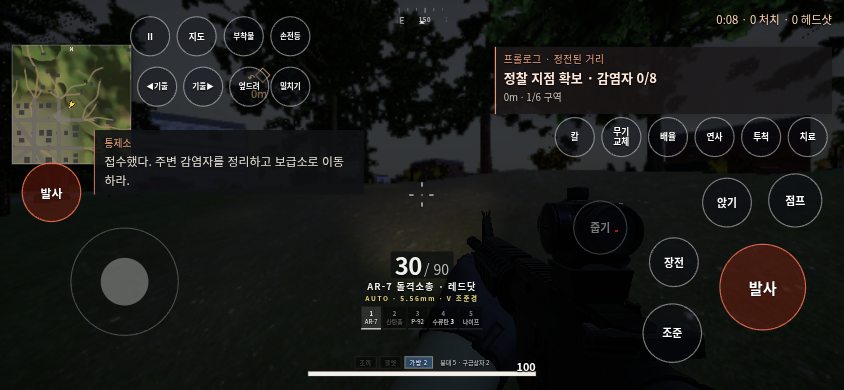 E 150
0:08 · 0 처치 · 0 헤드샷
II
지도
부착물
손전등
N
◀기울
기울▶
엎드려
밀치기
0m
프롤로그 · 정전된 거리
정찰 지점 확보 · 감염자 0/8
0m · 1/6 구역
칼
무기
교체
배율
연사
투척
치료
통제소
접수했다. 주변 감염자를 정리하고 보급소로 이동
하라.
발사
앉기
점프
줍기
장전
발사
조준
30 / 90
AR-7 돌격소총 · 레드닷
AUTO · 5.56mm · V 조준경
1 2 3 4 5
AR-7 산탄총 P-92 수류탄 3 나이프
조끼 헬멧 가방 2 붕대 5 · 구급상자 2
100